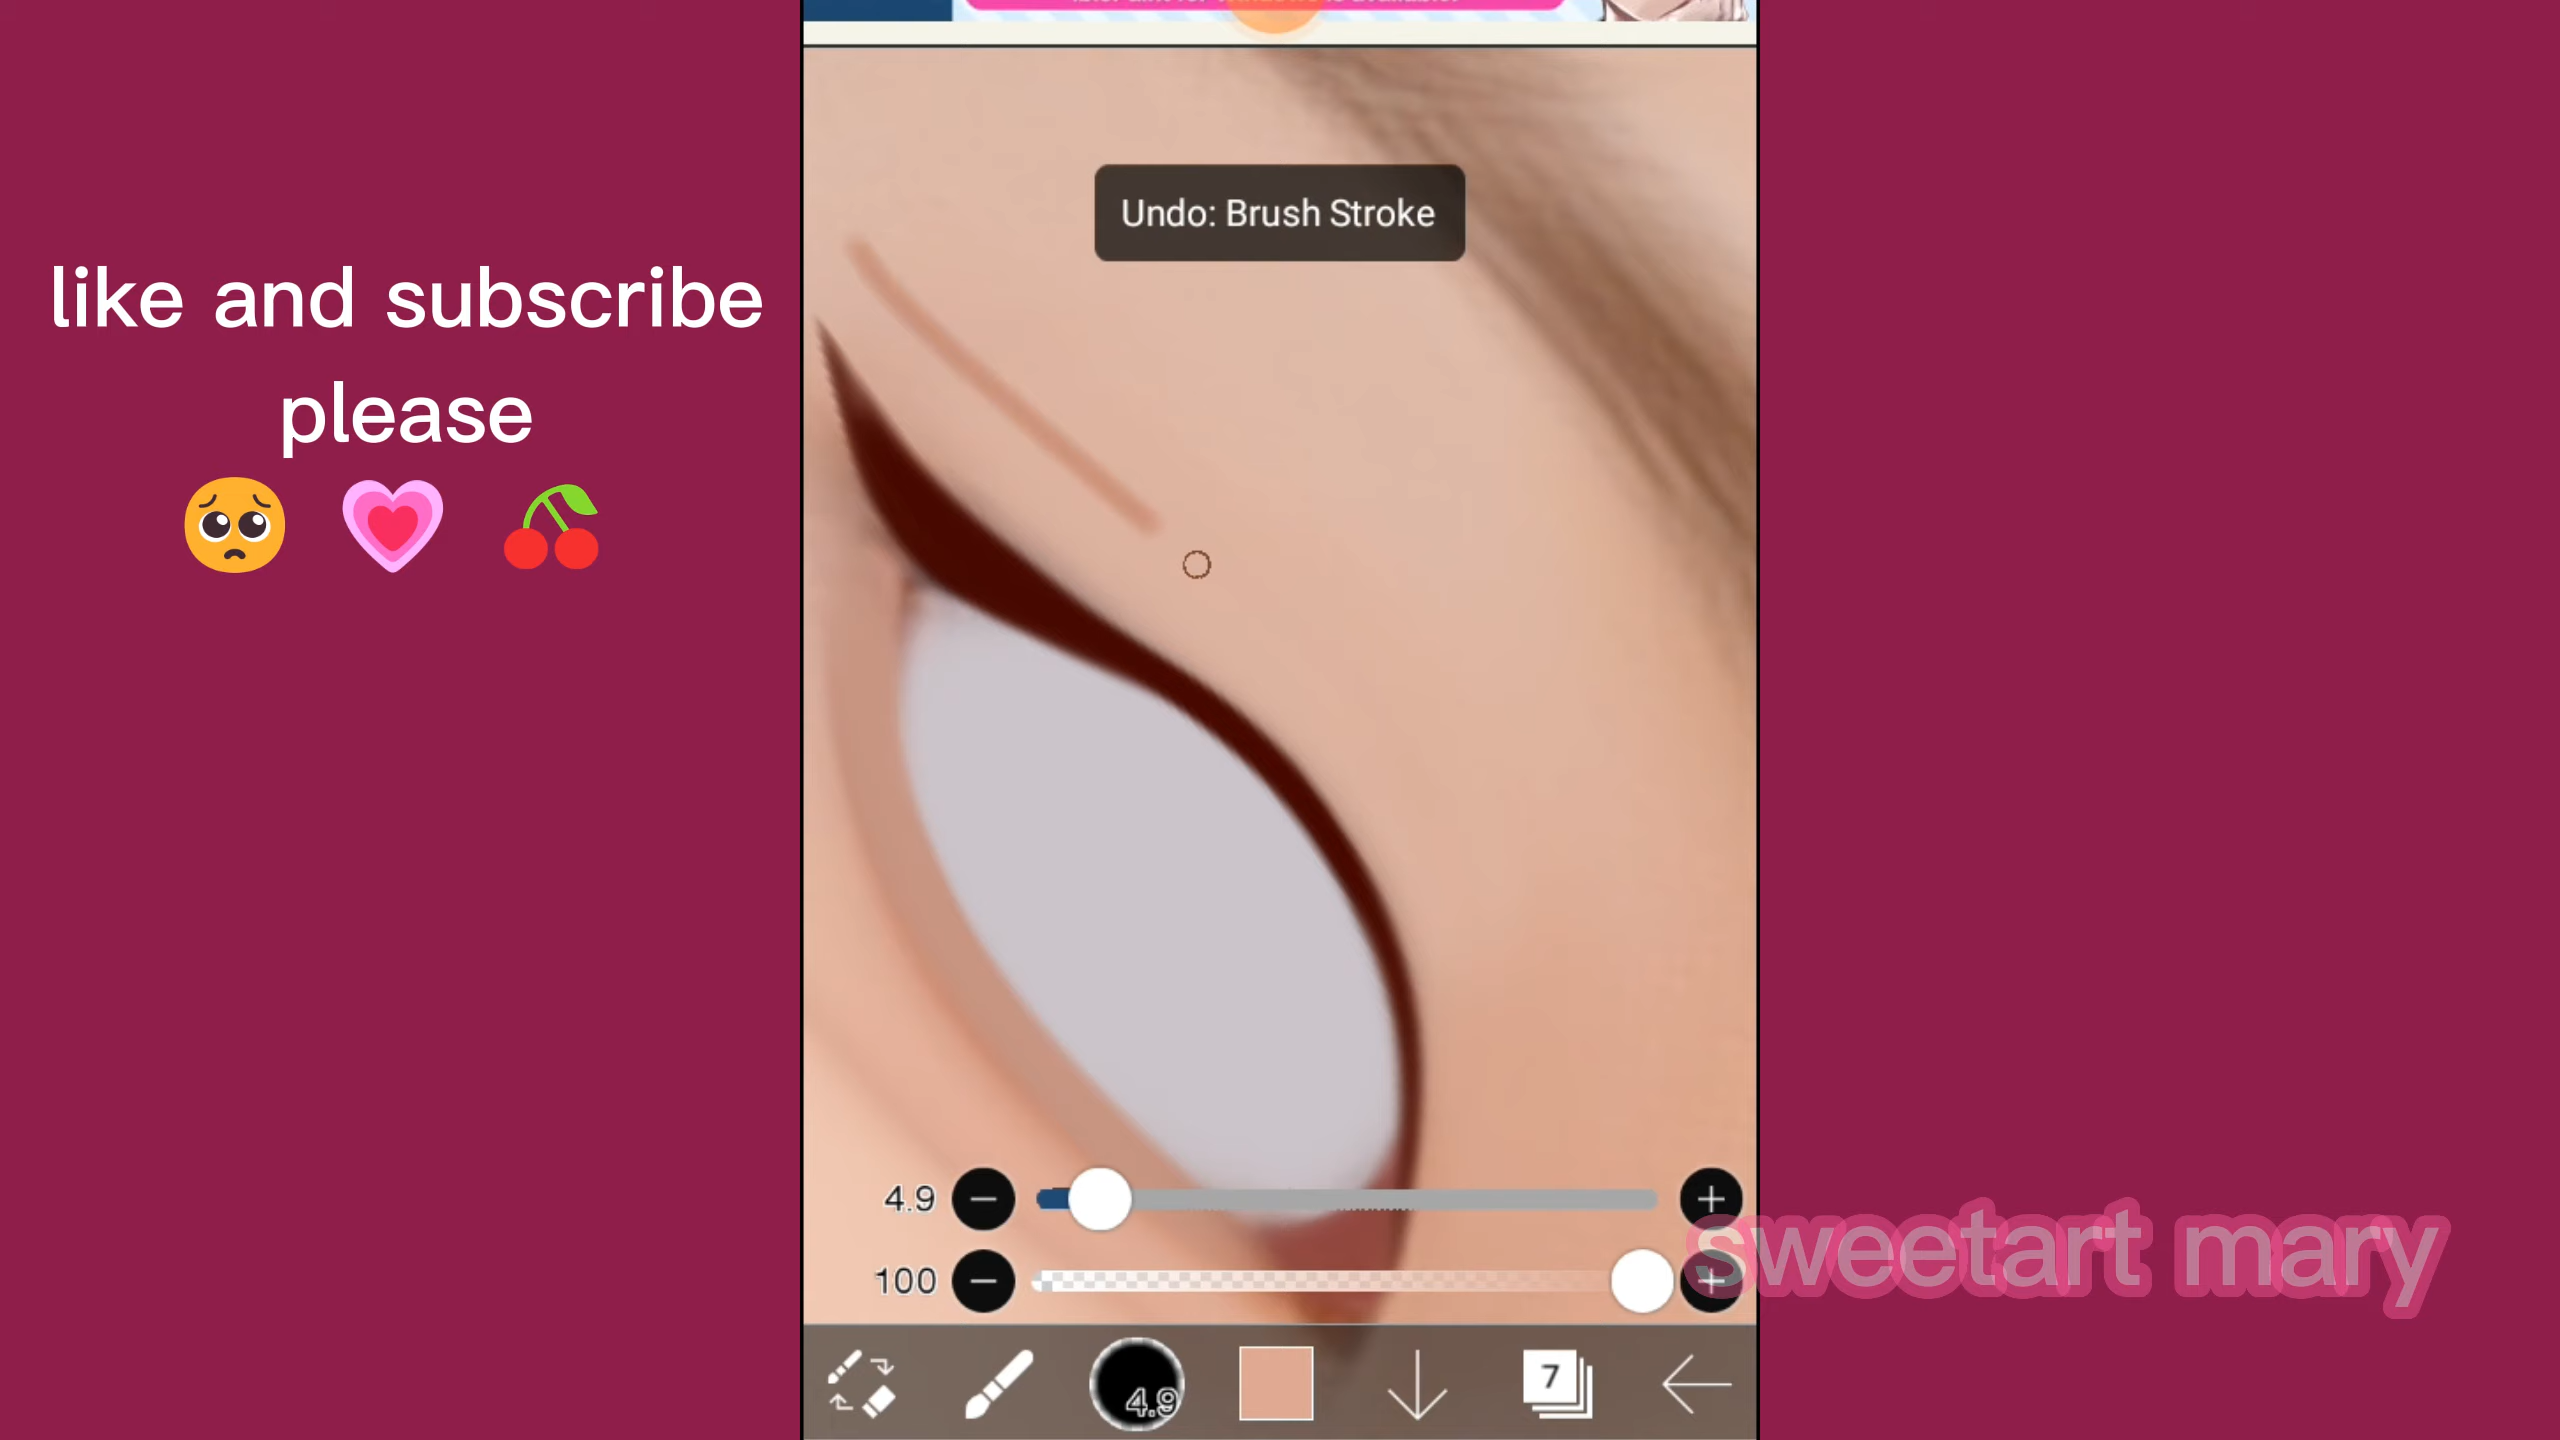 Undo: Brush Stroke
like and subscribe
please
4.9
100
sweetart mary
4.9
7